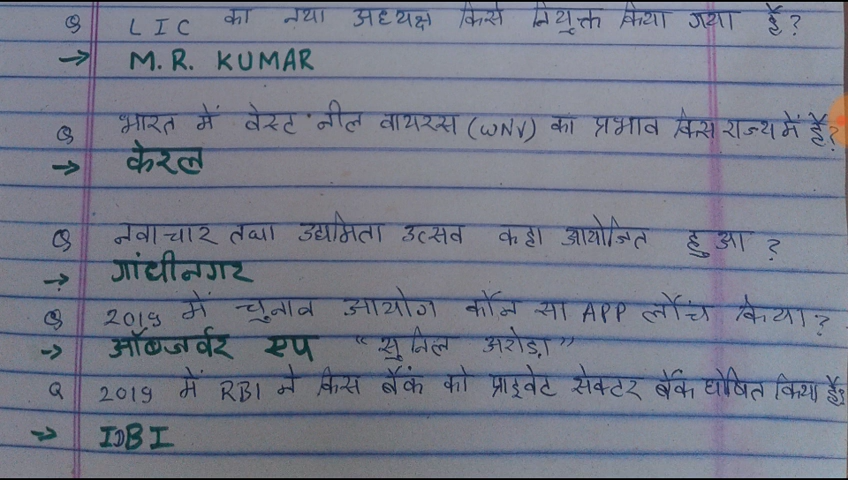 Q LIC का नया अध्यक्ष किसे नियुक्त किया गया है?
→ M. R. KUMAR
Q भारत में वेस्ट नील वायरस (WNV) का प्रभाव किस राज्य में है?
→ केरल
Q नवाचार तथा उद्यमिता उत्सव कहा आयोजित हुआ ?
→ गांधीनगर
Q 2019 में चुनाव आयोग कौन सा APP लौंच किया?
→ ऑब्जर्वर एप "सुनिल अरोड़ा"
Q 2019 में RBI ने किस बैंक को प्राइवेट सेक्टर बैंक घोषित किया है?
→ IDBI